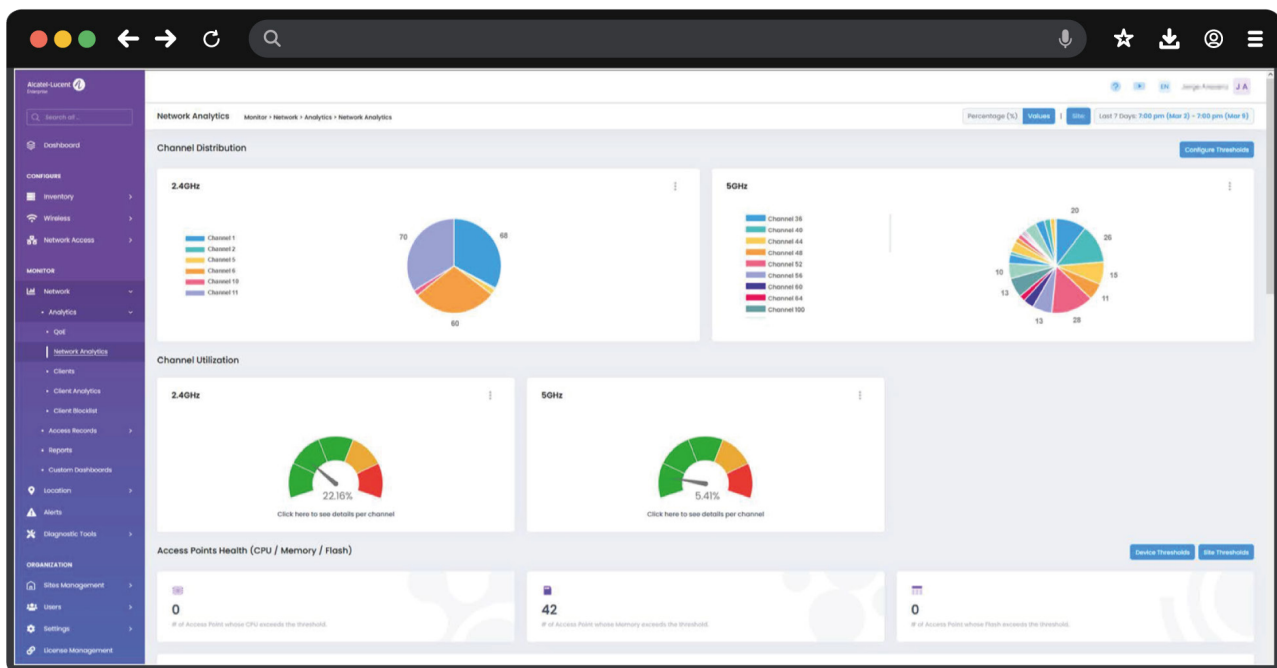 Alcatel-Lucent
Enterprise
EN
J A
Search all ...
Network Analytics
Monitor > Network > Analytics > Network Analytics
Percentage (%)
Values
Site
Last 7 Days: 7:00 pm (Mar 2) - 7:00 pm (Mar 9)
Dashboard
CONFIGURE
Inventory
Wireless
Network Access
MONITOR
Network
Analytics
QoE
Network Analytics
Clients
Client Analytics
Client Blocklist
Access Records
Reports
Custom Dashboards
Location
Alerts
Diagnostic Tools
ORGANIZATION
Sites Management
Users
Settings
License Management
Channel Distribution
Configure Thresholds
2.4GHz
Channel 1
Channel 2
Channel 5
Channel 6
Channel 10
Channel 11
70
68
60
5GHz
Channel 36
Channel 40
Channel 44
Channel 48
Channel 52
Channel 56
Channel 60
Channel 64
Channel 100
20
26
15
11
28
13
13
10
Channel Utilization
2.4GHz
22.16%
Click here to see details per channel
5GHz
5.41%
Click here to see details per channel
Access Points Health (CPU / Memory / Flash)
Device Thresholds
Site Thresholds
0
# of Access Point whose CPU exceeds the threshold.
42
# of Access Point whose Memory exceeds the threshold.
0
# of Access Point whose Flash exceeds the threshold.